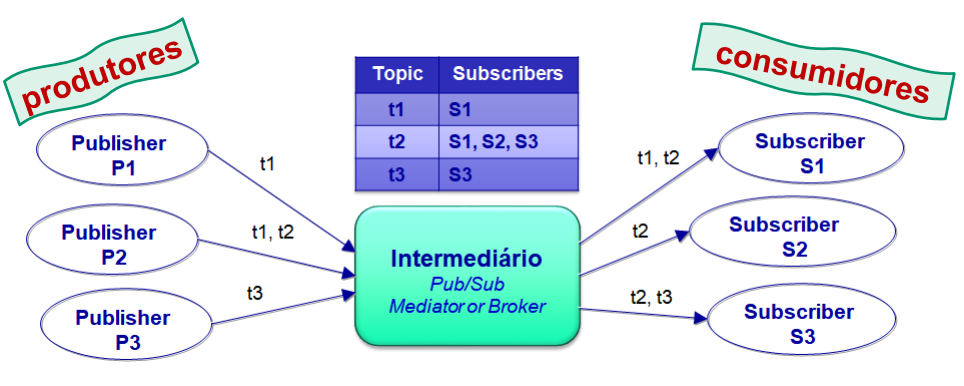 produtores
consumidores
Topic Subscribers
t1 S1
t2 S1, S2, S3
t3 S3
Publisher
P1
t1
Publisher
P2
t1, t2
Publisher
P3
t3
Intermediário
Pub/Sub
Mediator or Broker
t1, t2
Subscriber
S1
t2
Subscriber
S2
t2, t3
Subscriber
S3